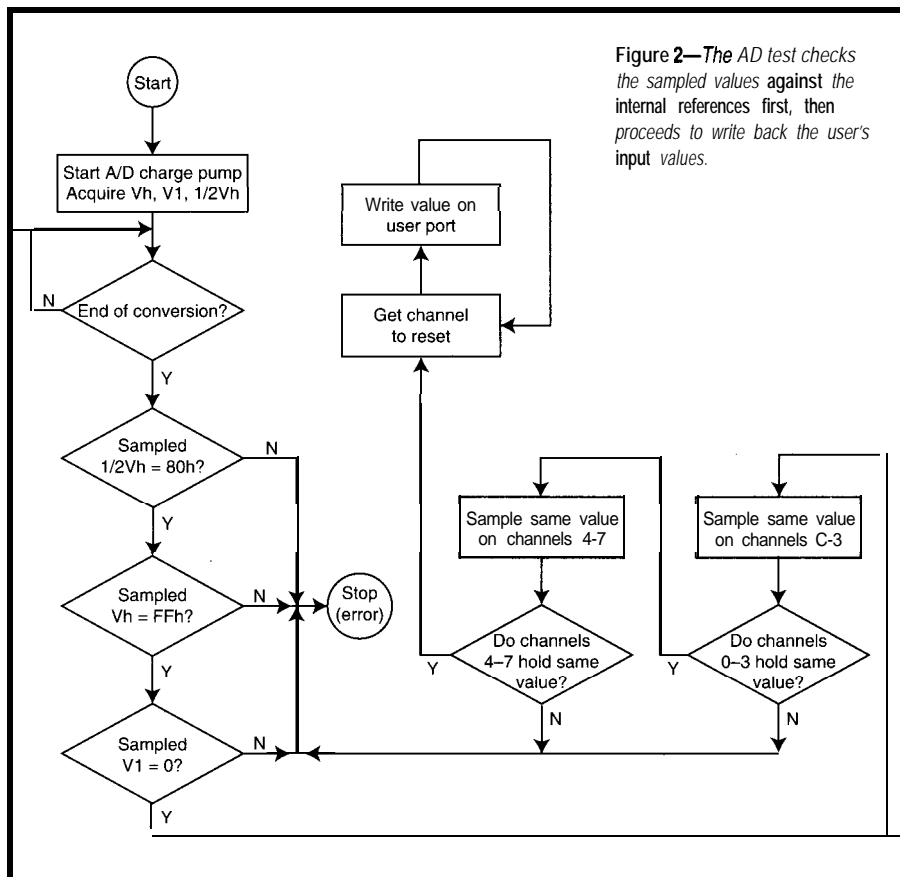 Figure 2—The AD test checks
the sampled values against the
internal references first, then
proceeds to write back the user's
input values.
Start
Start A/D charge pump
Acquire Vh, V1, 1/2Vh
End of conversion?
N
Y
Sampled
1/2Vh = 80h?
N
Y
Sampled
Vh = FFh?
N
Y
Sampled
V1 = 0?
N
Y
Stop
(error)
Write value on
user port
Get channel
to reset
Sample same value
on channels 4-7
Do channels
4–7 hold same
value?
Y
N
Sample same value
on channels C-3
Do channels
0–3 hold same
value?
Y
N